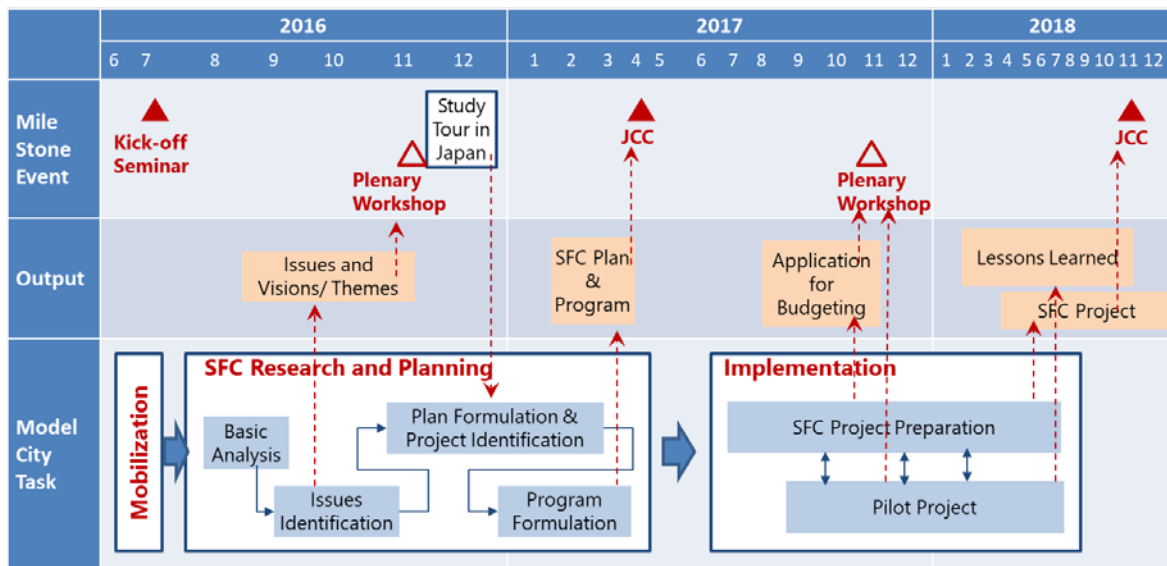 2016 2017 2018
6 7 8 9 10 11 12 1 2 3 4 5 6 7 8 9 10 11 12 1 2 3 4 5 6 7 8 9 10 11 12
Mile
Stone
Event
Kick-off
Seminar
Plenary
Workshop
Study
Tour in
Japan
JCC
Plenary
Workshop
JCC
Output
Issues and
Visions/ Themes
SFC Plan
&
Program
Application
for
Budgeting
Lessons Learned
SFC Project
Model
City
Task
Mobilization
SFC Research and Planning
Basic
Analysis
Issues
Identification
Plan Formulation &
Project Identification
Program
Formulation
Implementation
SFC Project Preparation
Pilot Project